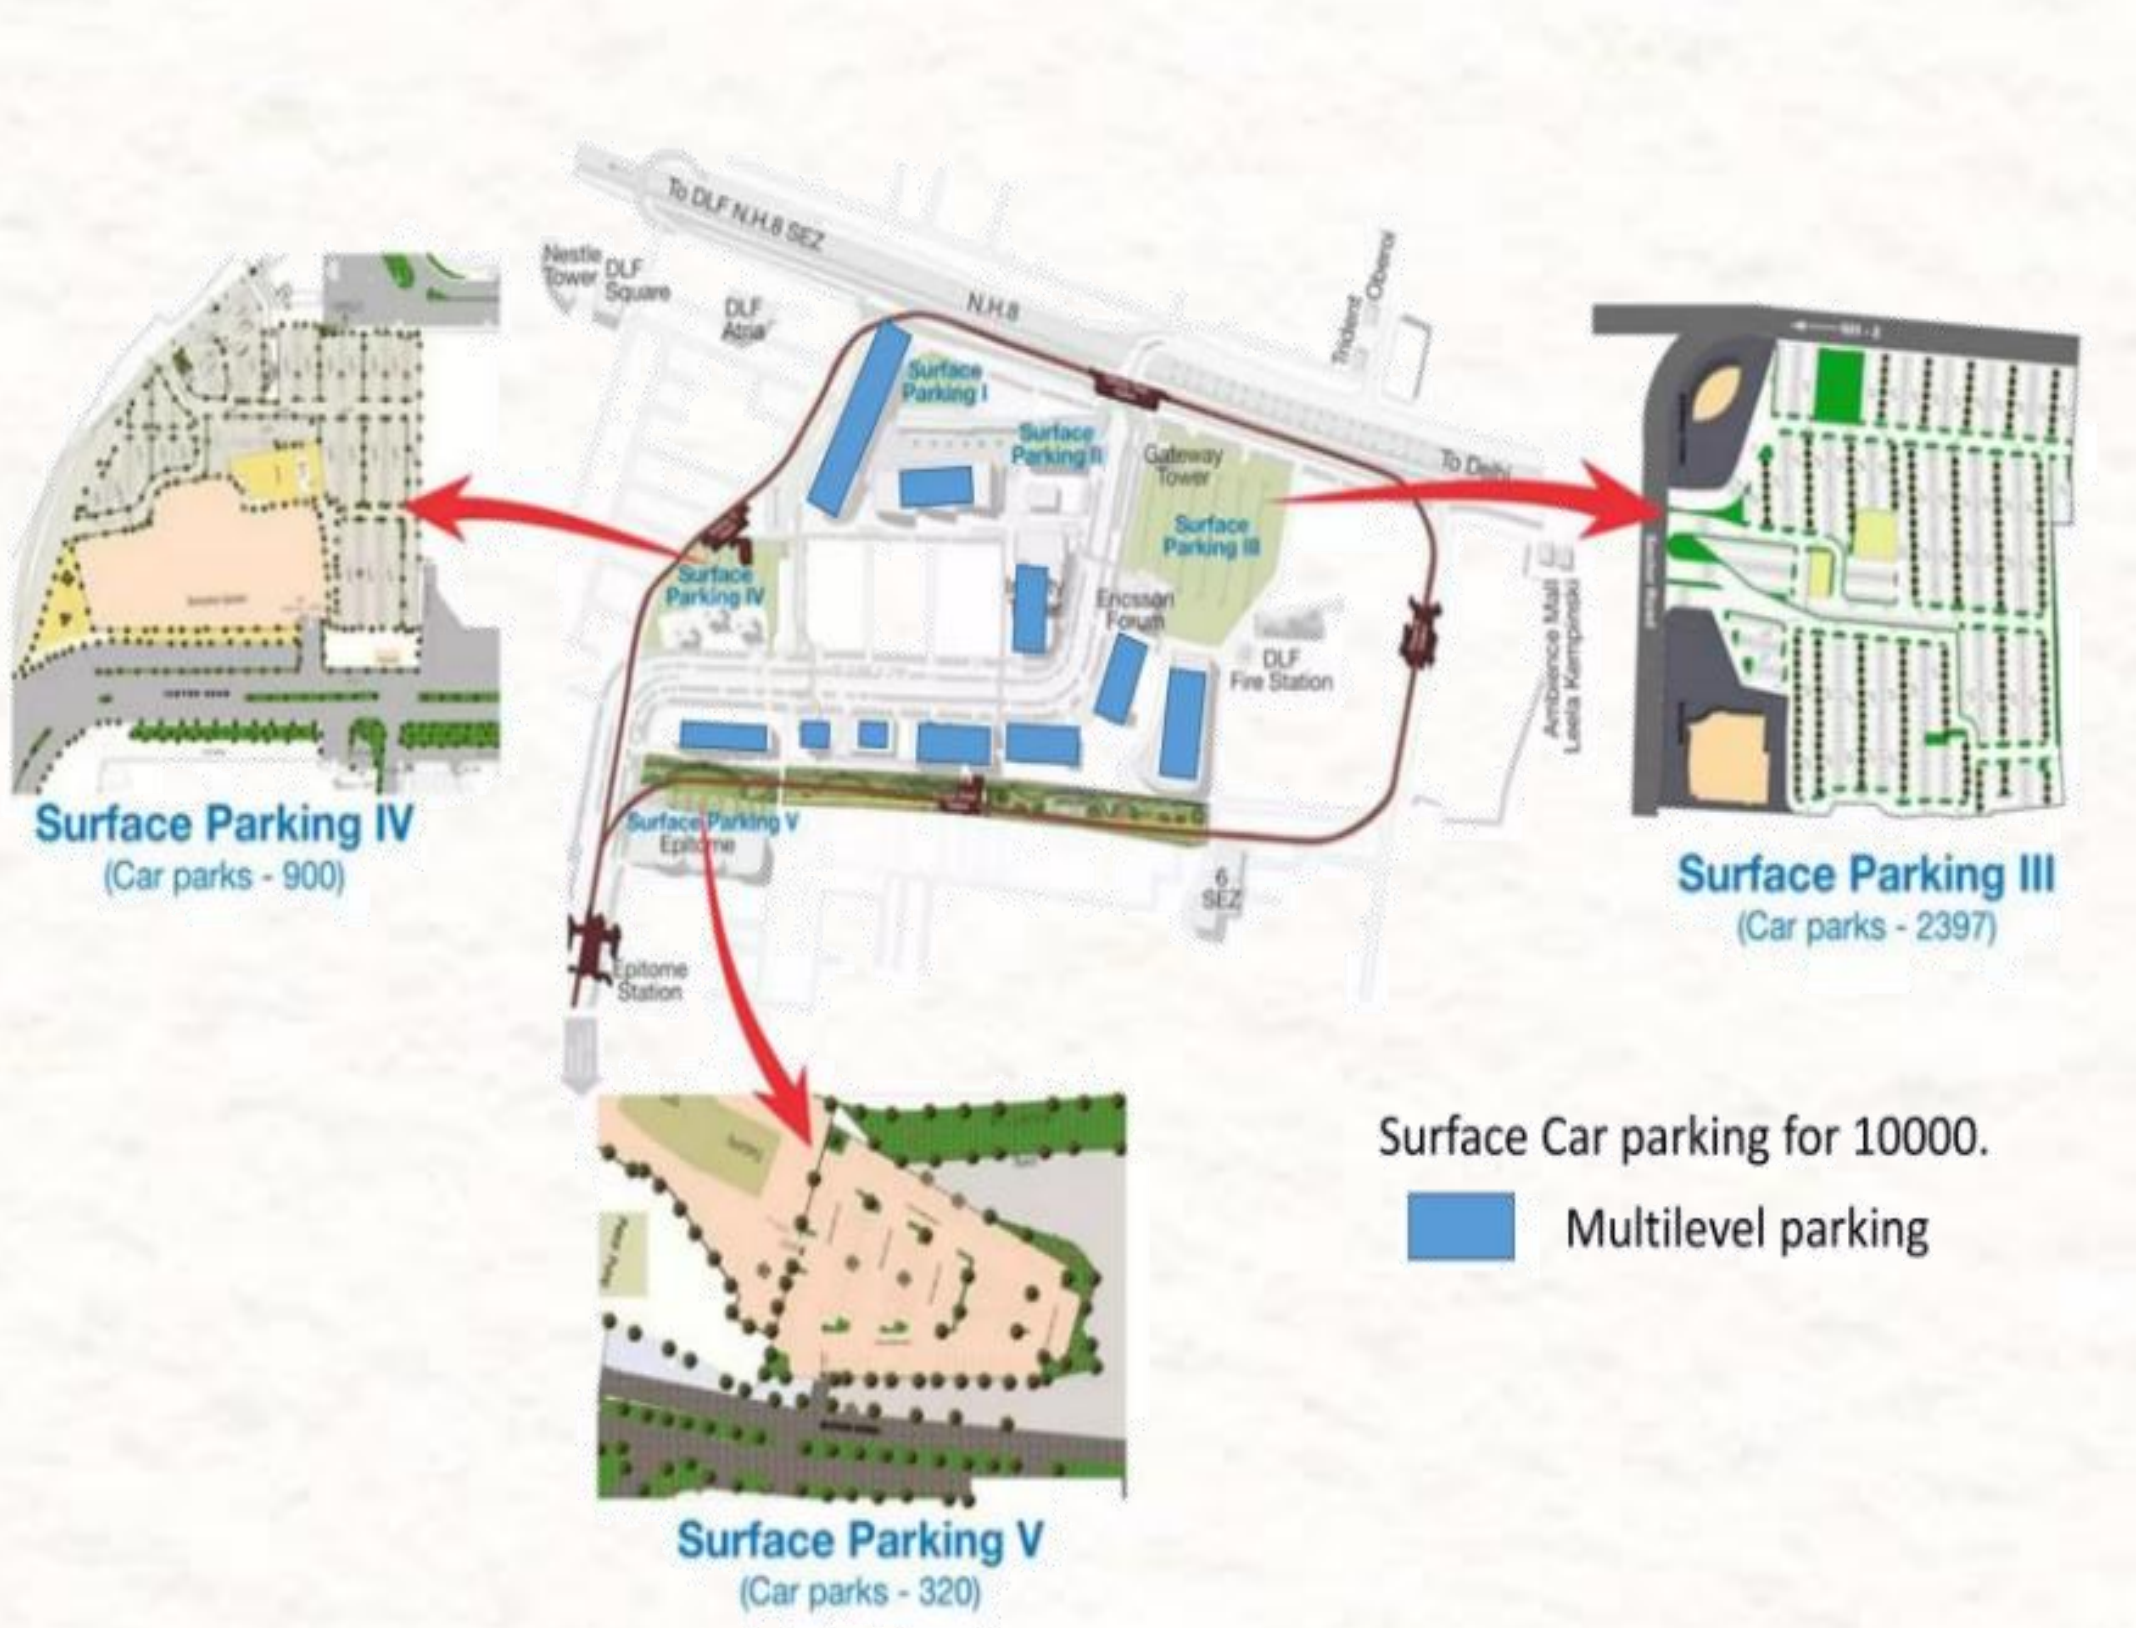 To DLF N.H.8 SEZ
Nestle
Tower
DLF
Square
DLF
Atria
N.H.8
Trident
Oberoi
Surface
Parking I
Surface
Parking II
Gateway
Tower
To Delhi
Surface
Parking III
Surface
Parking IV
Ericsson
Forum
DLF
Fire Station
Ambience Mall
Leela Kempinski
Surface Parking V
Epitome
6
SEZ
Epitome
Station
Surface Parking IV
(Car parks - 900)
Surface Parking III
(Car parks - 2397)
Surface Car parking for 10000.
Multilevel parking
Surface Parking V
(Car parks - 320)